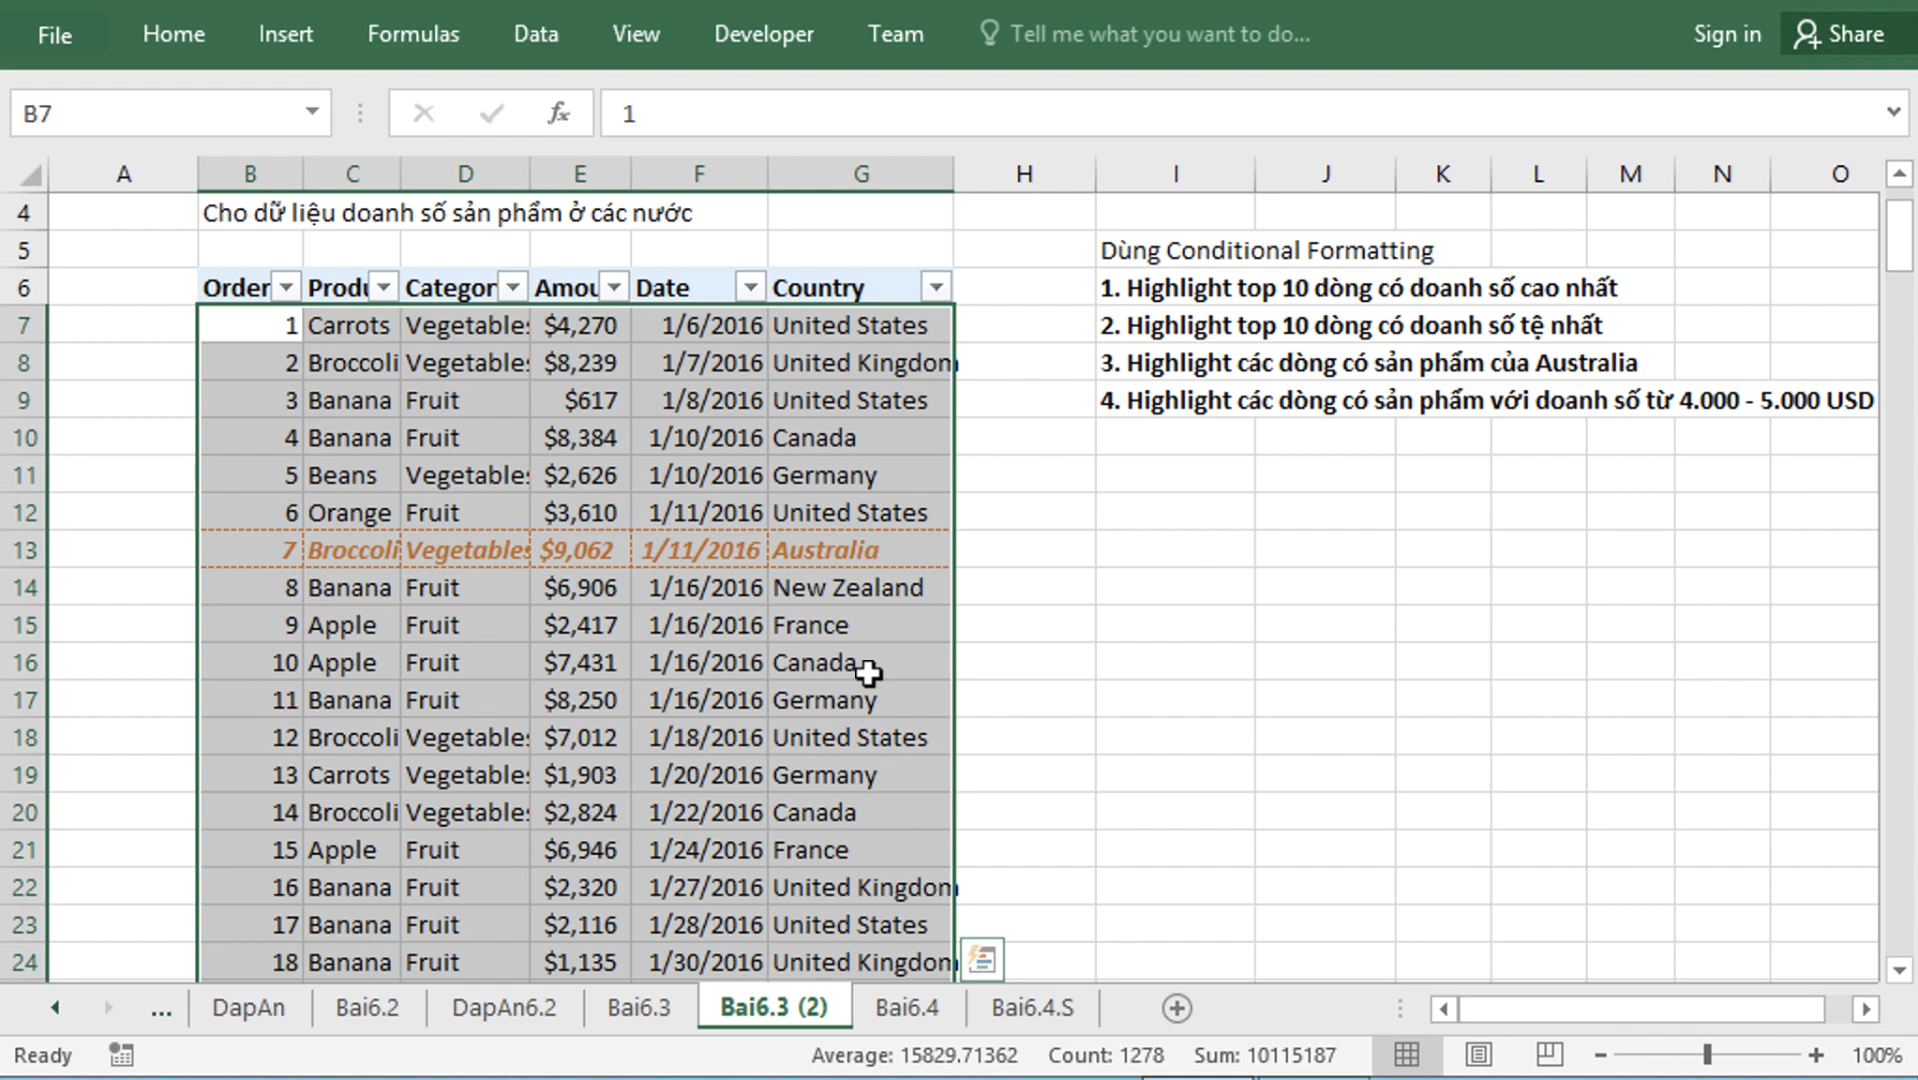 File Home Insert Formulas Data View Developer Team Tell me what you want to do... Sign in Share
B7 fx 1
A B C D E F G H I J K L M N O
4 Cho dữ liệu doanh số sản phẩm ở các nước
5 Dùng Conditional Formatting
6 Order Produ Categor Amou Date Country 1. Highlight top 10 dòng có doanh số cao nhất
7 1 Carrots Vegetables $4,270 1/6/2016 United States 2. Highlight top 10 dòng có doanh số tệ nhất
8 2 Broccoli Vegetables $8,239 1/7/2016 United Kingdom 3. Highlight các dòng có sản phẩm của Australia
9 3 Banana Fruit $617 1/8/2016 United States 4. Highlight các dòng có sản phẩm với doanh số từ 4.000 - 5.000 USD
10 4 Banana Fruit $8,384 1/10/2016 Canada
11 5 Beans Vegetables $2,626 1/10/2016 Germany
12 6 Orange Fruit $3,610 1/11/2016 United States
13 7 Broccoli Vegetables $9,062 1/11/2016 Australia
14 8 Banana Fruit $6,906 1/16/2016 New Zealand
15 9 Apple Fruit $2,417 1/16/2016 France
16 10 Apple Fruit $7,431 1/16/2016 Canada
17 11 Banana Fruit $8,250 1/16/2016 Germany
18 12 Broccoli Vegetables $7,012 1/18/2016 United States
19 13 Carrots Vegetables $1,903 1/20/2016 Germany
20 14 Broccoli Vegetables $2,824 1/22/2016 Canada
21 15 Apple Fruit $6,946 1/24/2016 France
22 16 Banana Fruit $2,320 1/27/2016 United Kingdom
23 17 Banana Fruit $2,116 1/28/2016 United States
24 18 Banana Fruit $1,135 1/30/2016 United Kingdom
... DapAn Bai6.2 DapAn6.2 Bai6.3 Bai6.3 (2) Bai6.4 Bai6.4.S
Ready Average: 15829.71362 Count: 1278 Sum: 10115187 100%